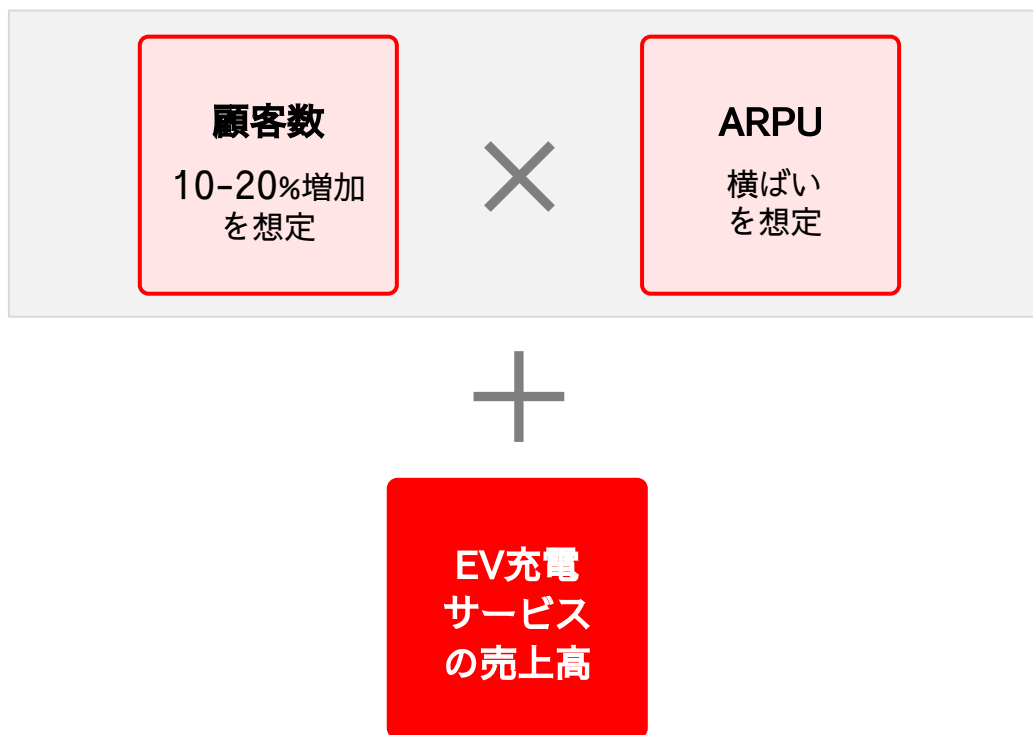 顧客数
10-20%増加
を想定
×
ARPU
横ばい
を想定
+
EV充電
サービス
の売上高